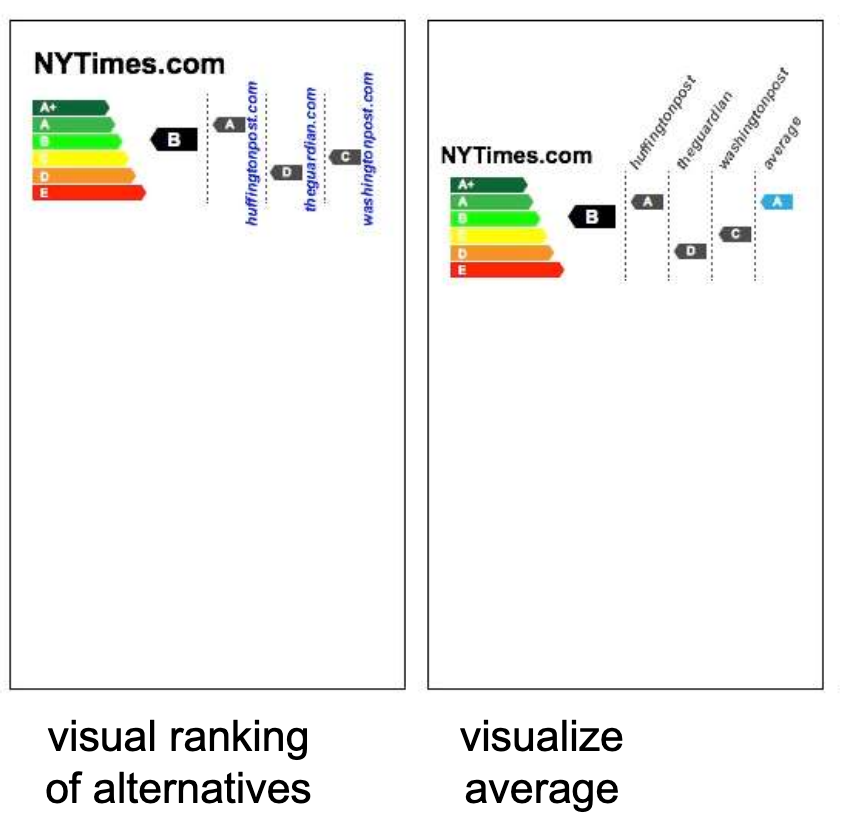 NYTimes.com
A+
A
B
C
D
E
B
A
huffingtonpost.com
D
theguardian.com
C
washingtonpost.com
NYTimes.com
huffingtonpost
theguardian
washingtonpost
average
A+
A
B
C
D
E
B
A
D
C
A
visual ranking
of alternatives
visualize
average